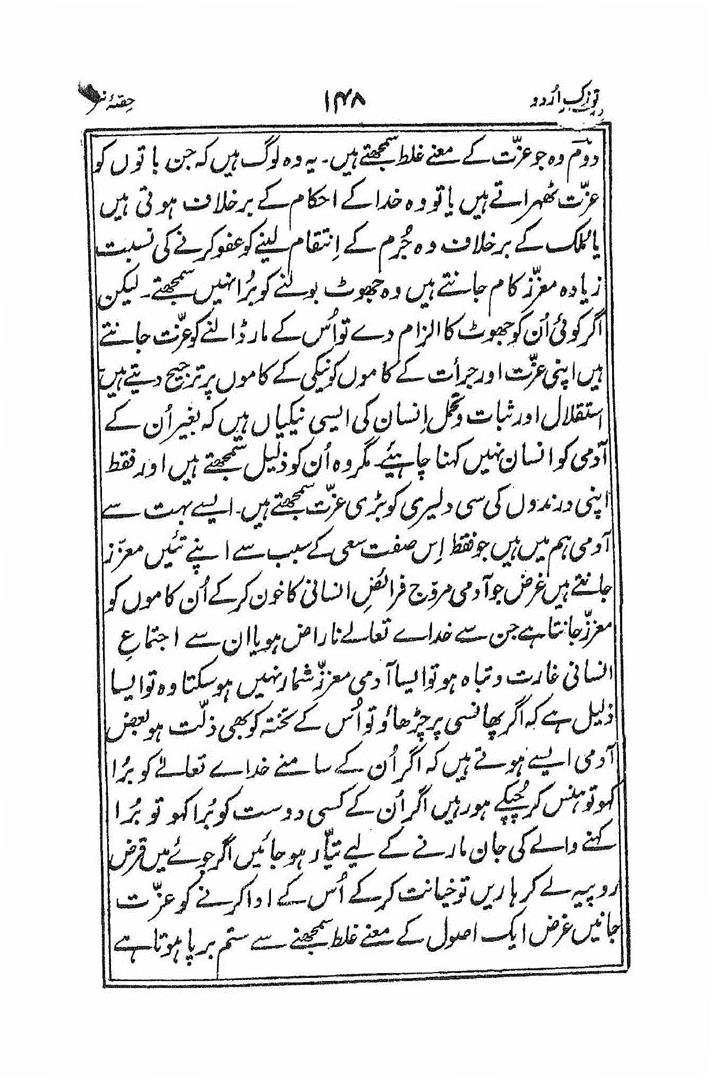 توزکِ اُردو ۱۴۸ حصّۂ نثر
دوّم وہ جو عزّت کے معنے غلط سمجھتے ہیں۔ یہ وہ لوگ ہیں کہ جن باتوں کو
عزّت ٹھہراتے ہیں یا تو وہ خدا کے احکام کے برخلاف ہوتی ہیں
یا ملک کے برخلاف وہ جُرم کے اِنتقام لینے کو عفو کرنے کی نسبت
زیادہ معزّز کام جانتے ہیں وہ جھوٹ بولنے کو بُرا نہیں سمجھتے۔ لیکن
اگر کوئی اُن کو جھوٹ کا الزام دے تو اُس کے مار ڈالنے کو عزّت جانتے
ہیں اپنی عزّت اور جرأت کے کاموں کو نیکی کے کاموں پر ترجیح دیتے ہیں
استقلال اور ثبات و تحمّل اِنسان کی ایسی نیکیاں ہیں کہ بغیر اُن کے
آدمی کو انسان نہیں کہنا چاہیئے۔ مگر وہ اُن کو ذلیل سمجھتے ہیں اور فقط
اپنی درندوں کی سی دلیری کو بڑی عزّت سمجھتے ہیں۔ ایسے بہت سے
آدمی ہم میں ہیں جو فقط اِس صفت سعی کے سبب سے اپنے تئیں معزّز
جانتے ہیں غرض جو آدمی مروّج فرائضِ انسانی کا خون کر کے اُن کاموں کو
معزّز جانتا ہے جن سے خداے تعالےٰ ناراض ہو یا ان سے اجتماعِ
انسانی غارت و تباہ ہو تو ایسا آدمی معزّز شمار نہیں ہو سکتا وہ تو ایسا
ذلیل ہے کہ اگر پھانسی پر چڑھاؤ تو اُس کے تختہ کو بھی ذلّت ہو بعض
آدمی ایسے ہوتے ہیں کہ اگر اُن کے سامنے خداے تعالےٰ کو بُرا
کہو تو ہنس کر چُپکے ہو رہیں اگر اُن کے کسی دوست کو بُرا کہو تو بُرا
کہنے والے کی جان مارنے کے لیے تیّار ہو جائیں اگر جوئے میں قرض
روپیہ لے کر ہاریں تو خیانت کر کے اُس کے ادا کرنے کو عزّت
جانیں غرض ایک اصول کے معنے غلط سمجھنے سے ستم برپا ہوتا ہے